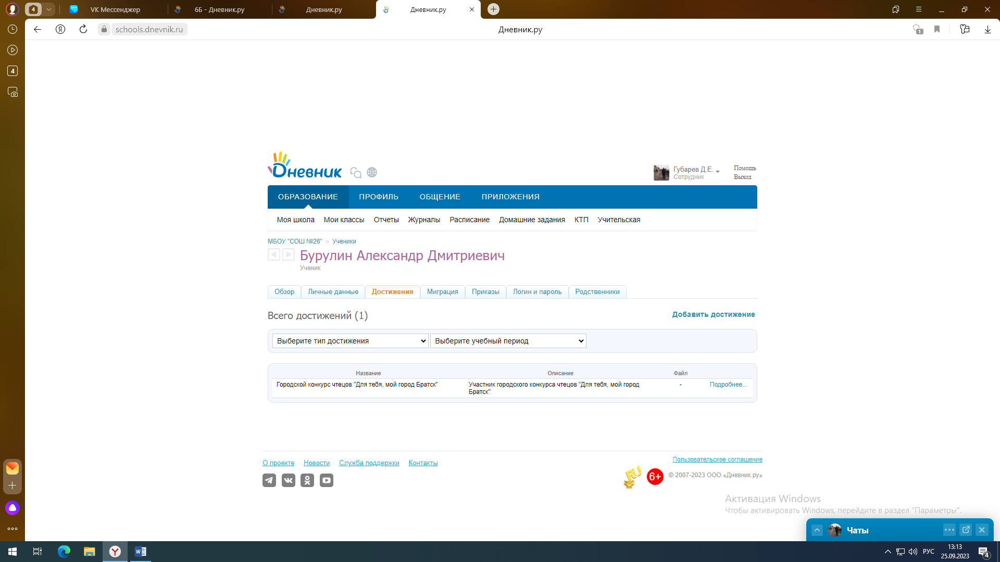 4
VK Мессенджер
6Б - Дневник.ру
Дневник.ру
Дневник.ру
schools.dnevnik.ru
Дневник.ру
1
4
Дневник
Губарев Д.Е.
Сотрудник
Помощь
Выход
ОБРАЗОВАНИЕ ПРОФИЛЬ ОБЩЕНИЕ ПРИЛОЖЕНИЯ
Моя школа Мои классы Отчеты Журналы Расписание Домашние задания КТП Учительская
МБОУ "СОШ №26" > Ученики
Бурулин Александр Дмитриевич
Ученик
Обзор Личные данные Достижения Миграция Приказы Логин и пароль Родственники
Всего достижений (1)
Добавить достижение
Выберите тип достижения
Выберите учебный период
Название Описание Файл
Городской конкурс чтецов "Для тебя, мой город Братск" Участник городского конкурса чтецов "Для тебя, мой город - Подробнее...
Братск"
О проекте Новости Служба поддержки Контакты
Пользовательское соглашение
RU
6+
© 2007-2023 ООО «Дневник.ру»
Активация Windows
Чтобы активировать Windows, перейдите в раздел "Параметры".
Чаты
РУС
13:13
25.09.2023
4